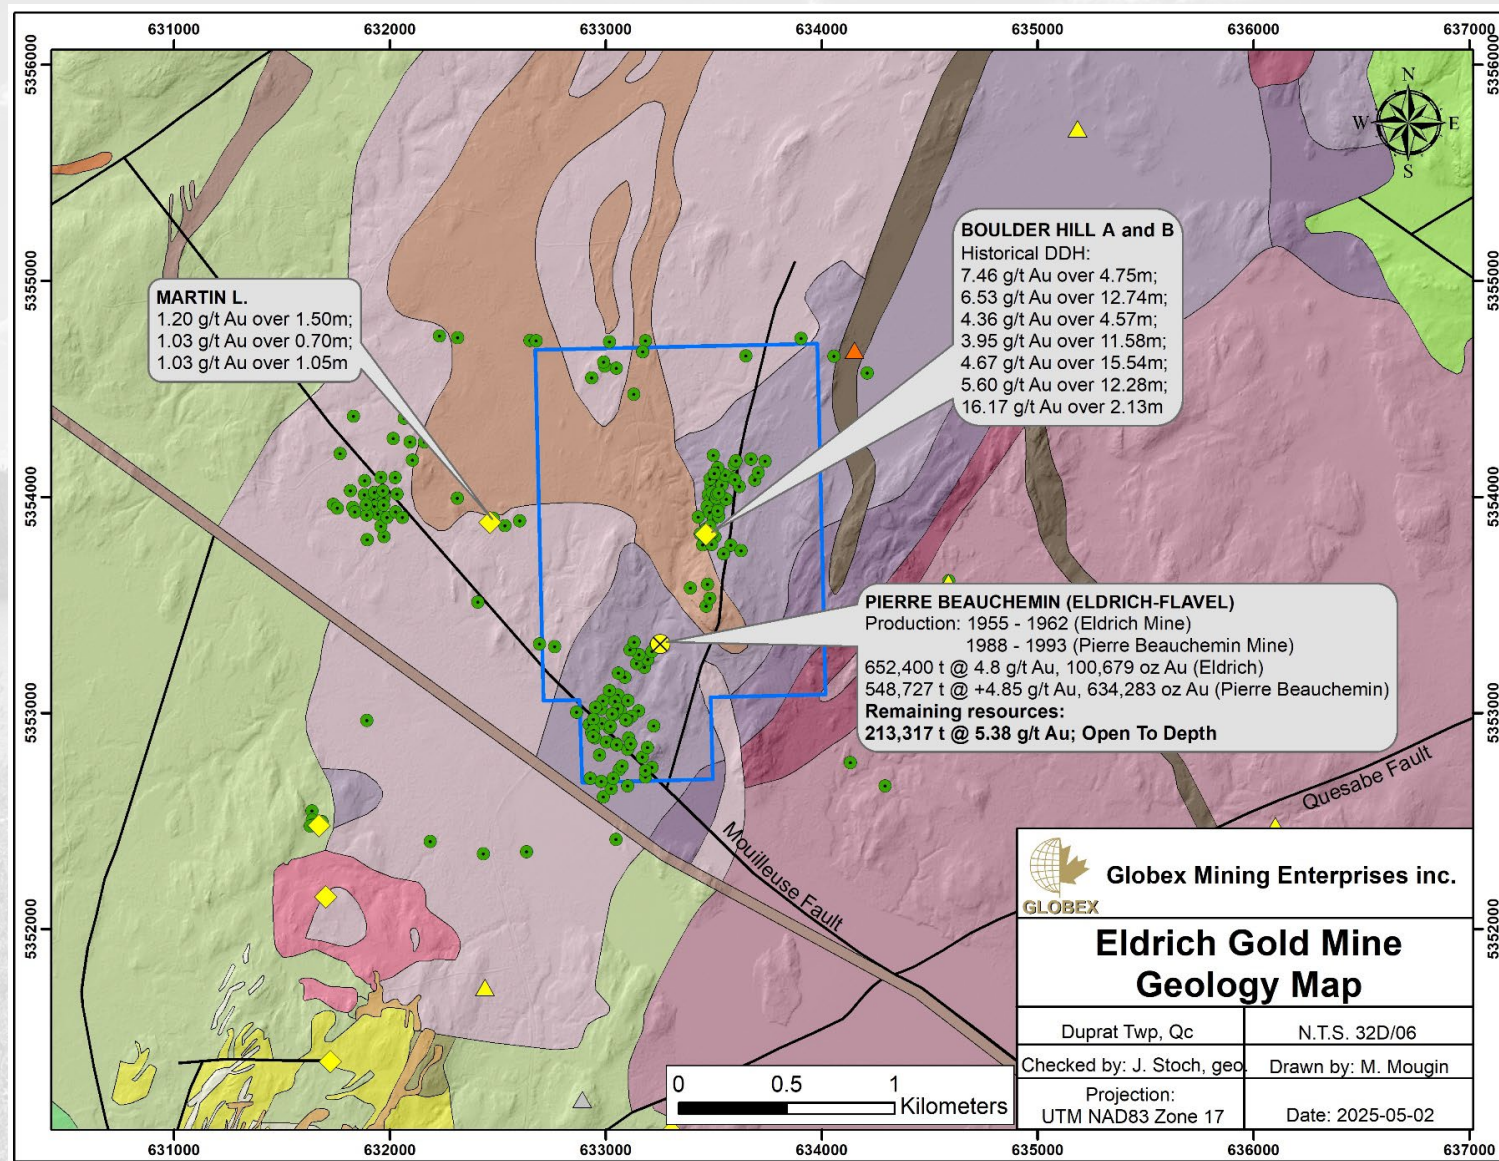 631000 632000 633000 634000 635000 636000 637000
5356000 5356000
N
W E
S
BOULDER HILL A and B
Historical DDH:
7.46 g/t Au over 4.75m;
6.53 g/t Au over 12.74m;
4.36 g/t Au over 4.57m;
3.95 g/t Au over 11.58m;
4.67 g/t Au over 15.54m;
5.60 g/t Au over 12.28m;
16.17 g/t Au over 2.13m
5355000 5355000
MARTIN L.
1.20 g/t Au over 1.50m;
1.03 g/t Au over 0.70m;
1.03 g/t Au over 1.05m
5354000 5354000
PIERRE BEAUCHEMIN (ELDRICH-FLAVEL)
Production: 1955 - 1962 (Eldrich Mine)
1988 - 1993 (Pierre Beauchemin Mine)
652,400 t @ 4.8 g/t Au, 100,679 oz Au (Eldrich)
548,727 t @ +4.85 g/t Au, 634,283 oz Au (Pierre Beauchemin)
Remaining resources:
213,317 t @ 5.38 g/t Au; Open To Depth
5353000 5353000
Quesabe Fault
Mouilleuse Fault
5352000 5352000
GLOBEX
Globex Mining Enterprises inc.
Eldrich Gold Mine
Geology Map
Duprat Twp, Qc N.T.S. 32D/06
Checked by: J. Stoch, geo. Drawn by: M. Mougin
Projection:
UTM NAD83 Zone 17 Date: 2025-05-02
0 0.5 1
Kilometers
631000 632000 633000 634000 635000 636000 637000